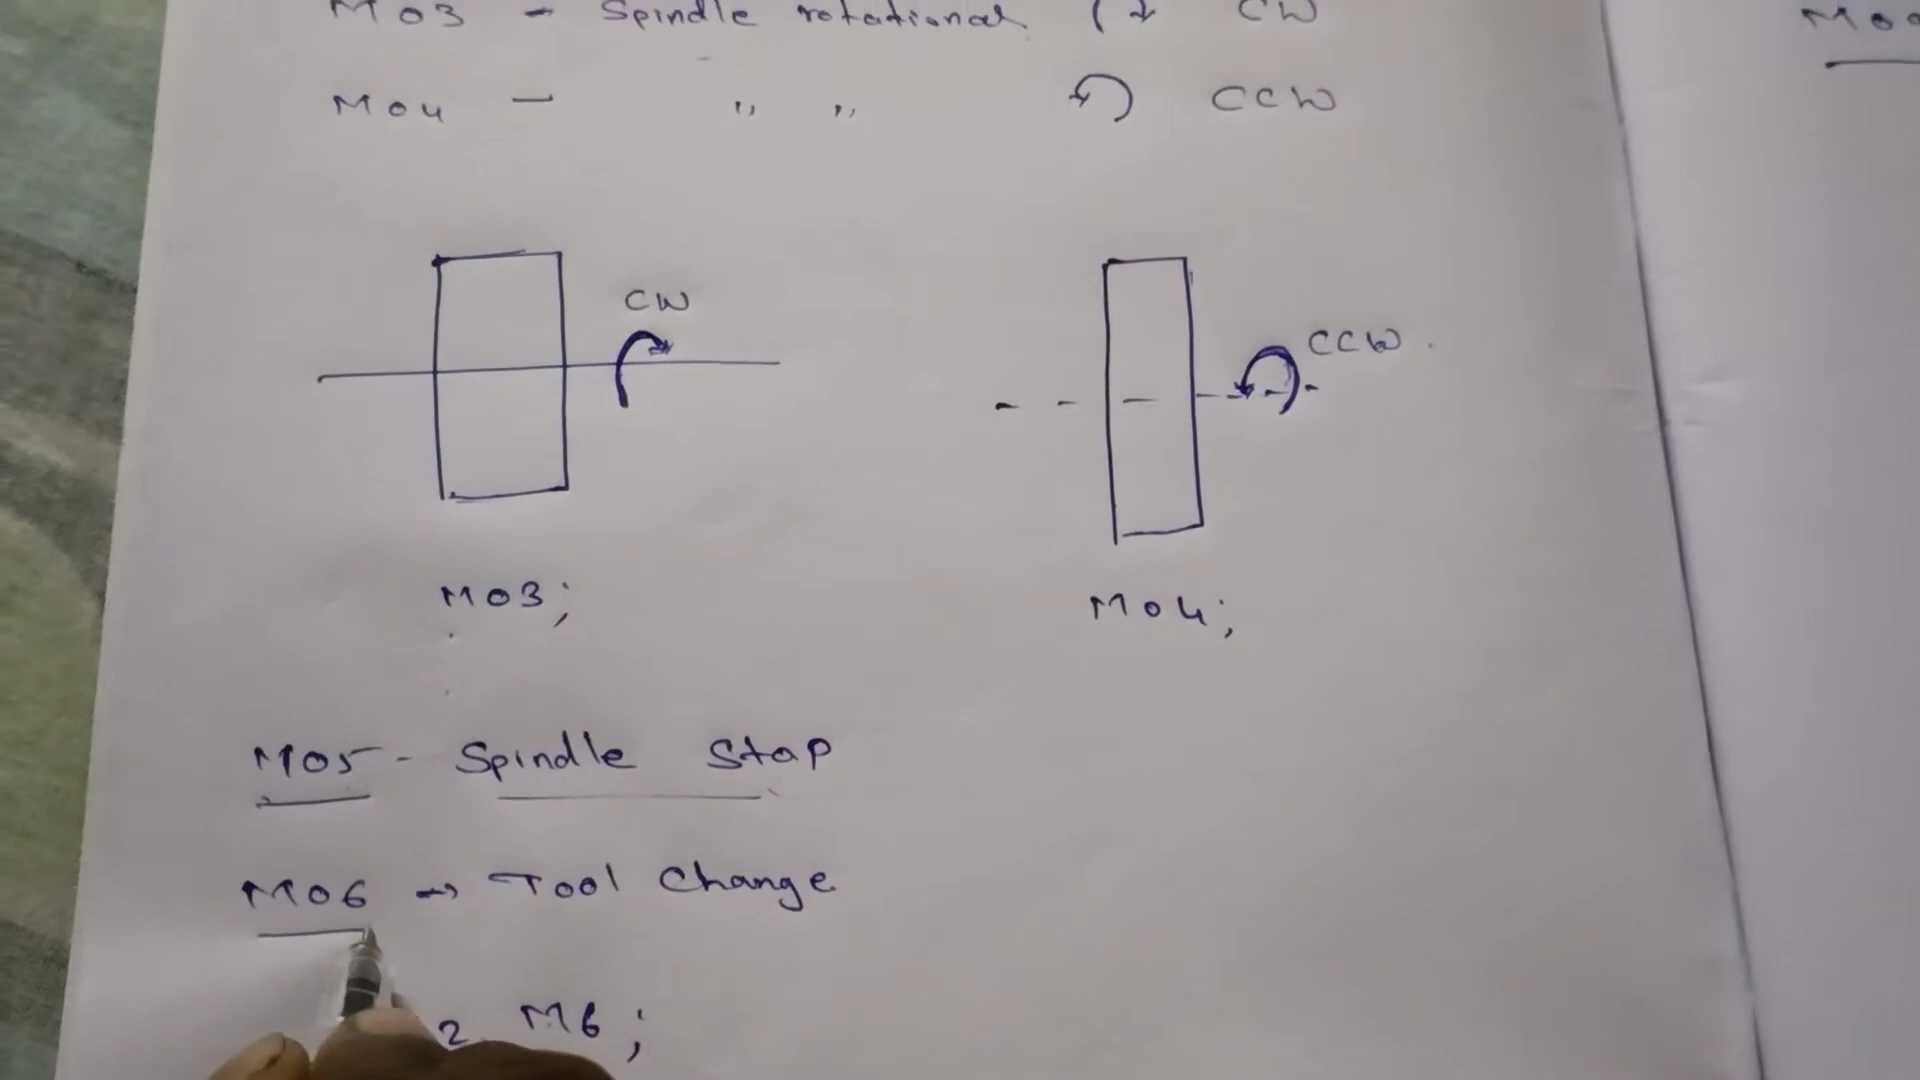 M03 - Spindle rotational CW
M04 - ,, ,, CCW
CW
CCW.
M03;
M04;
M05 - Spindle Stop
M06 → Tool Change
2 M6;